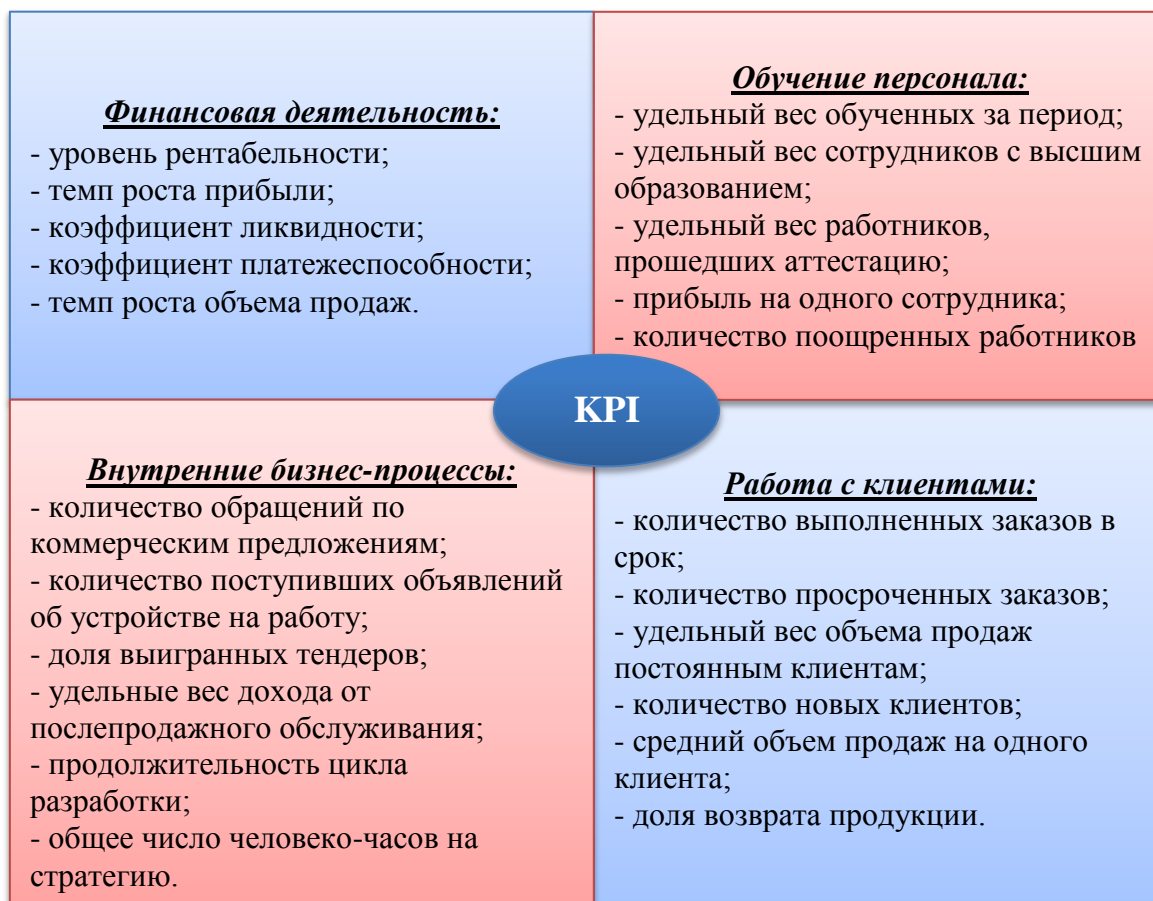 Финансовая деятельность:
- уровень рентабельности;
- темп роста прибыли;
- коэффициент ликвидности;
- коэффициент платежеспособности;
- темп роста объема продаж.
Обучение персонала:
- удельный вес обученных за период;
- удельный вес сотрудников с высшим
образованием;
- удельный вес работников,
прошедших аттестацию;
- прибыль на одного сотрудника;
- количество поощренных работников
KPI
Внутренние бизнес-процессы:
- количество обращений по
коммерческим предложениям;
- количество поступивших объявлений
об устройстве на работу;
- доля выигранных тендеров;
- удельные вес дохода от
послепродажного обслуживания;
- продолжительность цикла
разработки;
- общее число человеко-часов на
стратегию.
Работа с клиентами:
- количество выполненных заказов в
срок;
- количество просроченных заказов;
- удельный вес объема продаж
постоянным клиентам;
- количество новых клиентов;
- средний объем продаж на одного
клиента;
- доля возврата продукции.